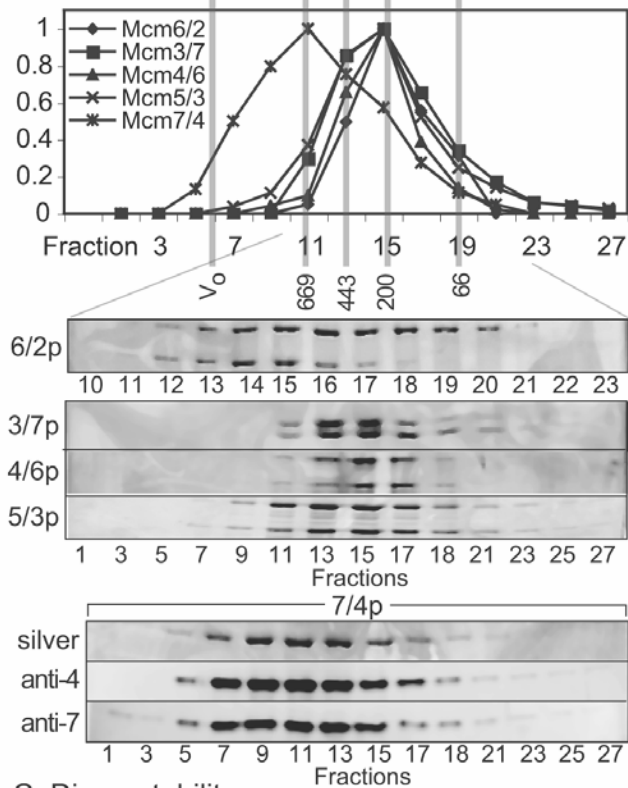 1
0.8
0.6
0.4
0.2
0
Mcm6/2
Mcm3/7
Mcm4/6
Mcm5/3
Mcm7/4
Fraction 3 7 11 15 19 23 27
Vo 669 443 200 66
6/2p
10 11 12 13 14 15 16 17 18 19 20 21 22 23
3/7p
4/6p
5/3p
1 3 5 7 9 11 13 15 17 18 21 23 25 27
Fractions
7/4p
silver
anti-4
anti-7
1 3 5 7 9 11 13 15 17 18 21 23 25 27
Fractions